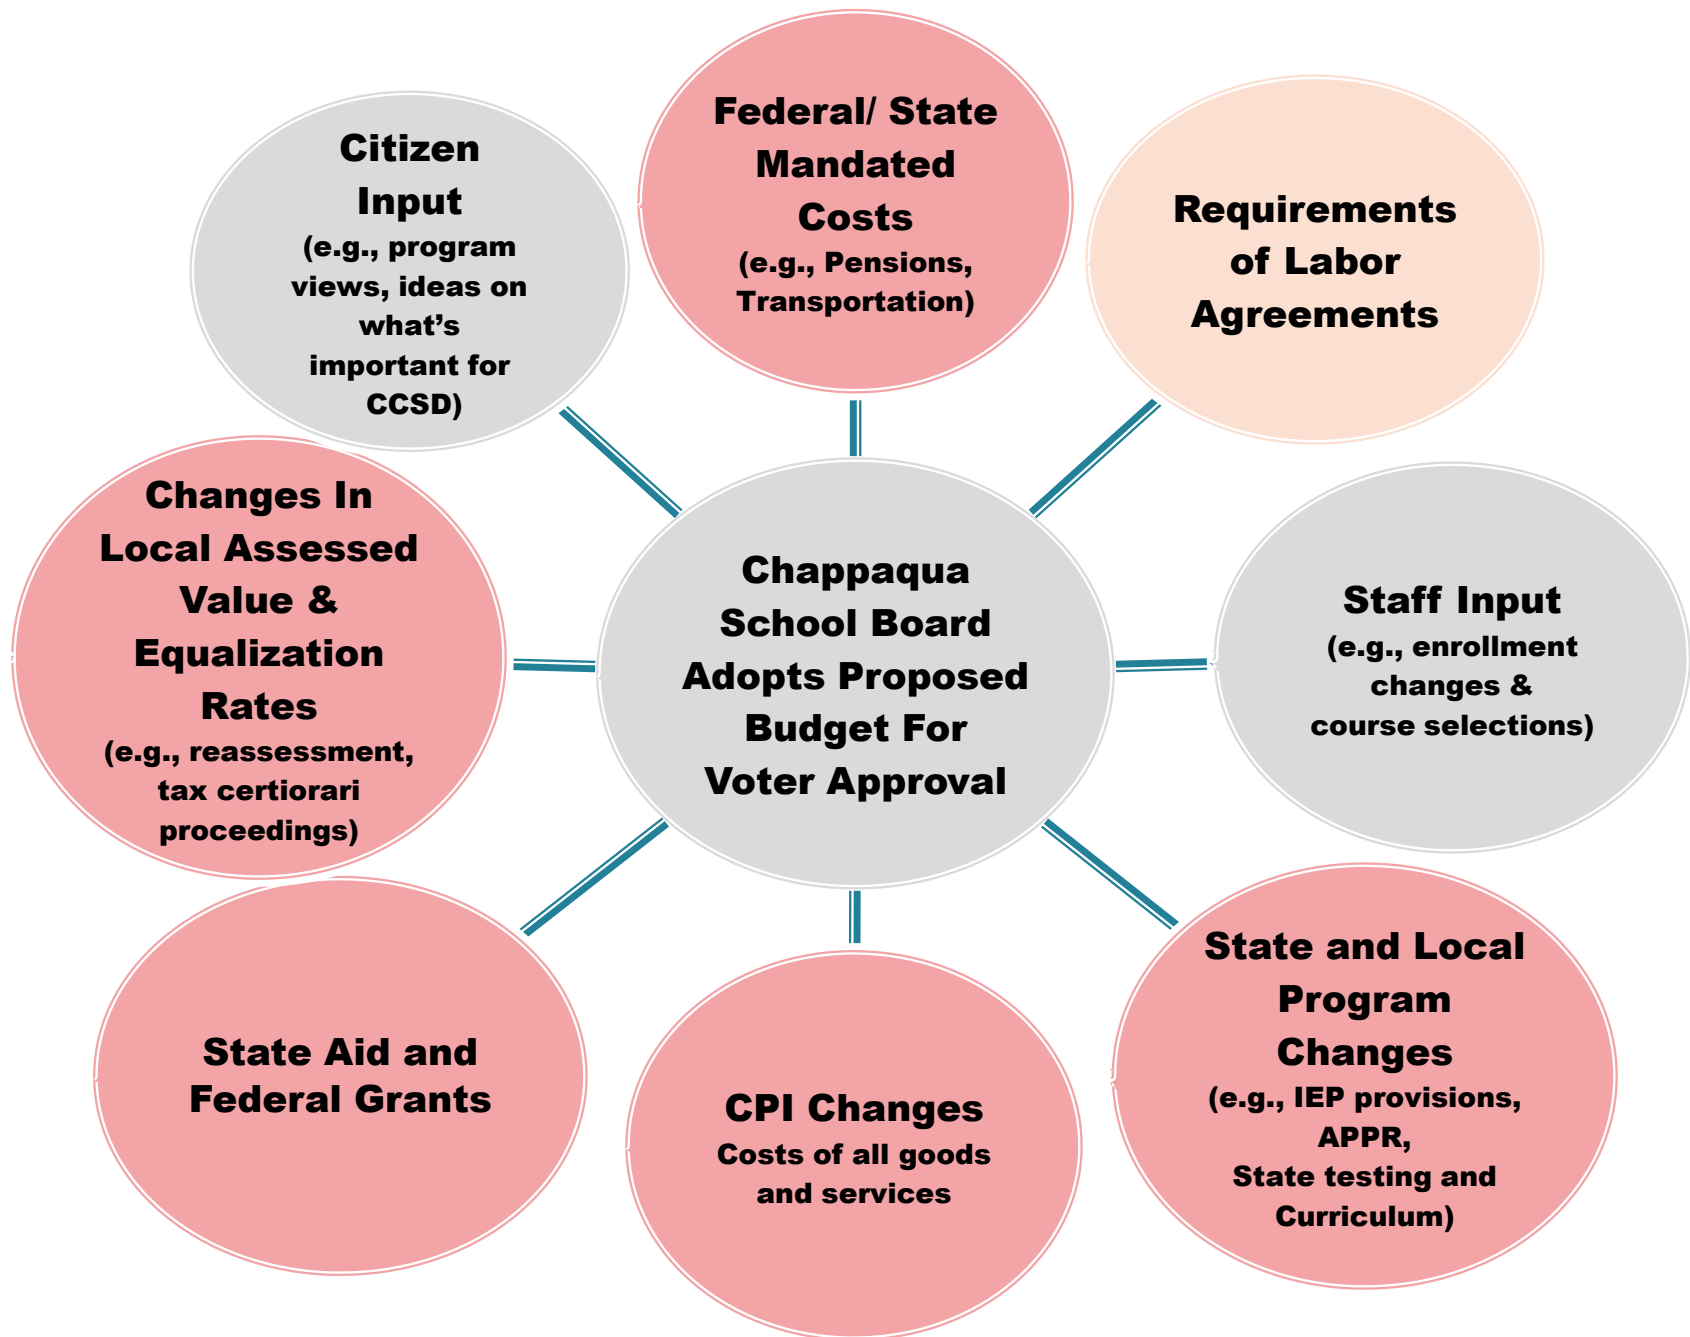 Federal/ State
Mandated
Costs
(e.g., Pensions,
Transportation)
Requirements
of Labor
Agreements
Staff Input
(e.g., enrollment
changes &
course selections)
State and Local
Program
Changes
(e.g., IEP provisions,
APPR,
State testing and
Curriculum)
CPI Changes
Costs of all goods
and services
State Aid and
Federal Grants
Changes In
Local Assessed
Value &
Equalization
Rates
(e.g., reassessment,
tax certiorari
proceedings)
Citizen
Input
(e.g., program
views, ideas on
what’s
important for
CCSD)
Chappaqua
School Board
Adopts Proposed
Budget For
Voter Approval